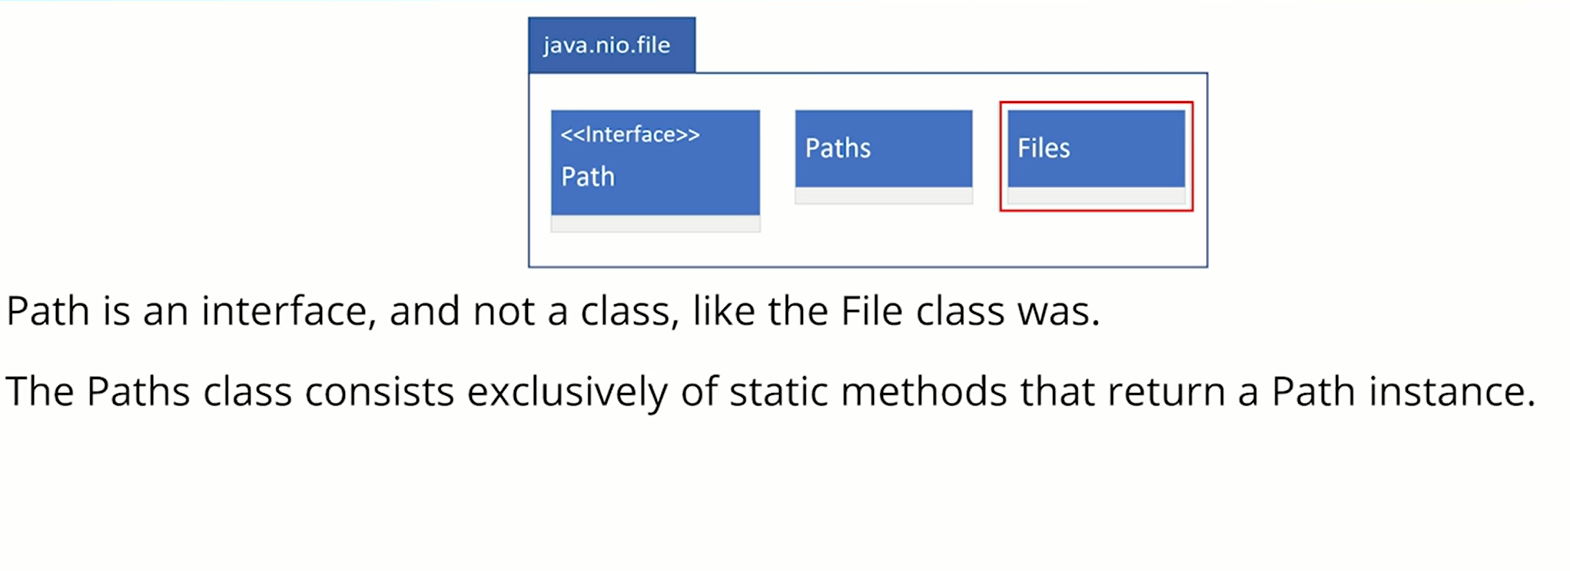 java.nio.file
<<Interface>>
Path
Paths
Files
Path is an interface, and not a class, like the File class was.
The Paths class consists exclusively of static methods that return a Path instance.